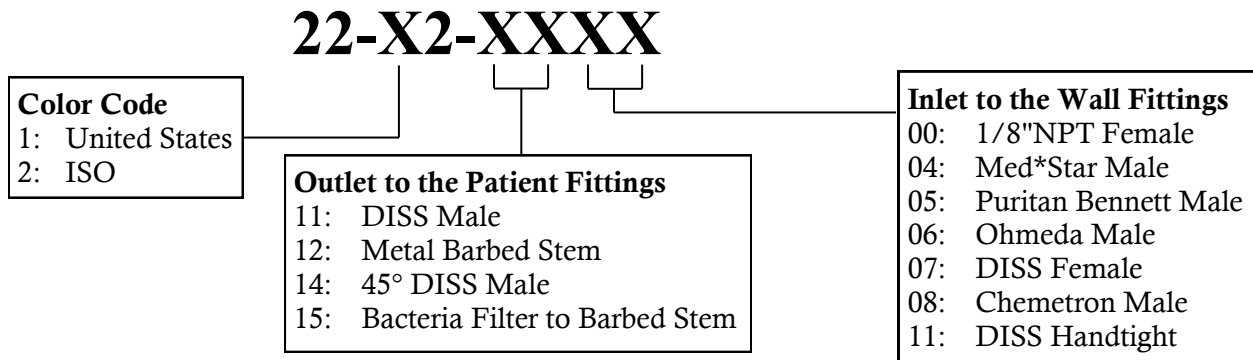 22-X2-XXXX
Color Code
1: United States
2: ISO
Outlet to the Patient Fittings
11: DISS Male
12: Metal Barbed Stem
14: 45° DISS Male
15: Bacteria Filter to Barbed Stem
Inlet to the Wall Fittings
00: 1/8"NPT Female
04: Med*Star Male
05: Puritan Bennett Male
06: Ohmeda Male
07: DISS Female
08: Chemetron Male
11: DISS Handtight